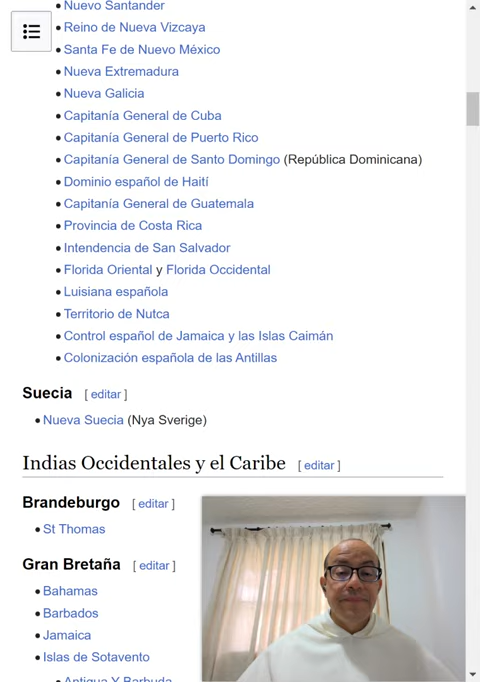 Nuevo Santander
Reino de Nueva Vizcaya
Santa Fe de Nuevo México
Nueva Extremadura
Nueva Galicia
Capitanía General de Cuba
Capitanía General de Puerto Rico
Capitanía General de Santo Domingo (República Dominicana)
Dominio español de Haití
Capitanía General de Guatemala
Provincia de Costa Rica
Intendencia de San Salvador
Florida Oriental y Florida Occidental
Luisiana española
Territorio de Nutca
Control español de Jamaica y las Islas Caimán
Colonización española de las Antillas
Suecia [ editar ]
Nueva Suecia (Nya Sverige)
Indias Occidentales y el Caribe [ editar ]
Brandeburgo [ editar ]
St Thomas
Gran Bretaña [ editar ]
Bahamas
Barbados
Jamaica
Islas de Sotavento
Antigua Y Barbuda